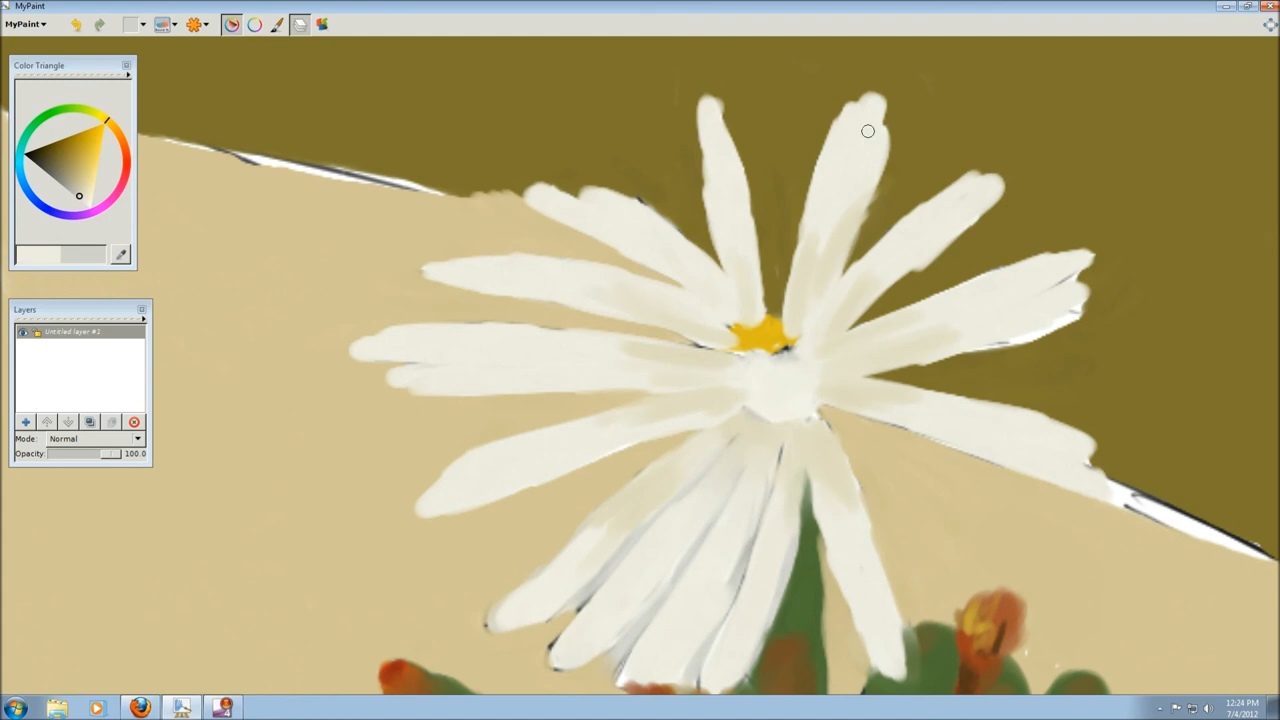 MyPaint
MyPaint
Color Triangle
Layers
Untitled layer #1
Mode: Normal
Opacity: 100.0
12:24 PM
7/4/2012